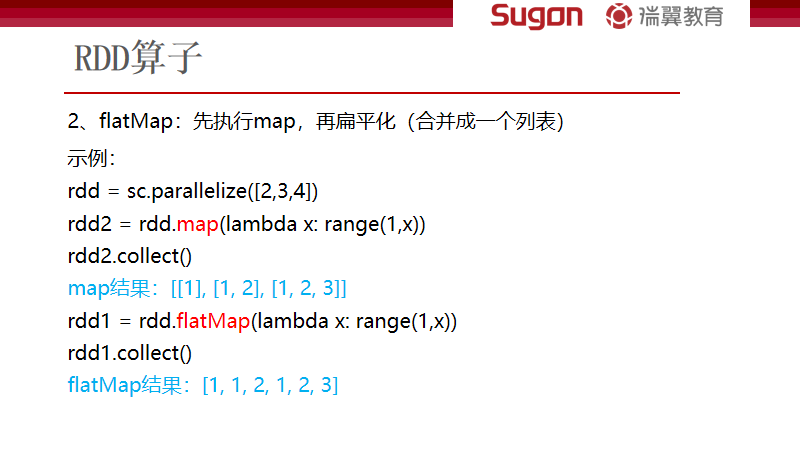 Sugon 瑞翼教育
RDD算子
2、flatMap：先执行map，再扁平化（合并成一个列表）
示例：
rdd = sc.parallelize([2,3,4])
rdd2 = rdd.map(lambda x: range(1,x))
rdd2.collect()
map结果：[[1], [1, 2], [1, 2, 3]]
rdd1 = rdd.flatMap(lambda x: range(1,x))
rdd1.collect()
flatMap结果：[1, 1, 2, 1, 2, 3]